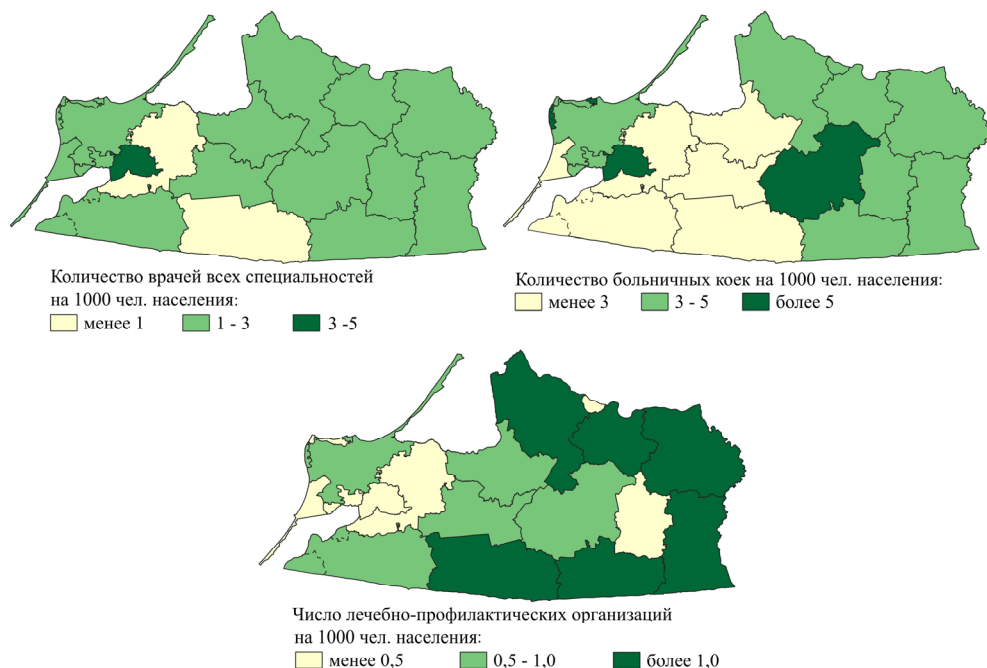 Количество врачей всех специальностей
на 1000 чел. населения:
менее 1 1 - 3 3 -5
Количество больничных коек на 1000 чел. населения:
менее 3 3 - 5 более 5
Число лечебно-профилактических организаций
на 1000 чел. населения:
менее 0,5 0,5 - 1,0 более 1,0